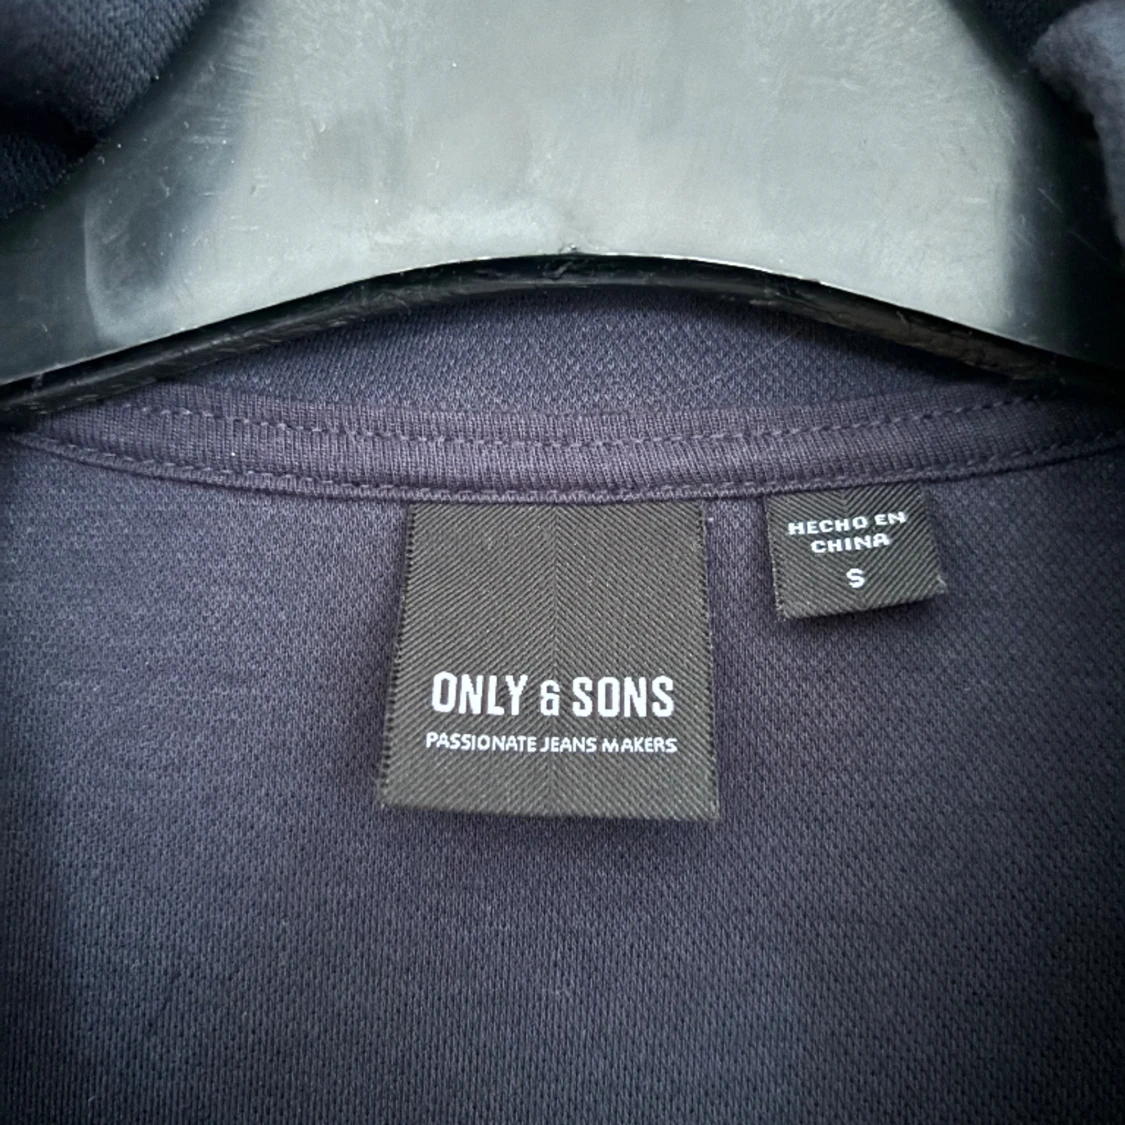 HECHO EN
CHINA
S
ONLY & SONS
PASSIONATE JEANS MAKERS